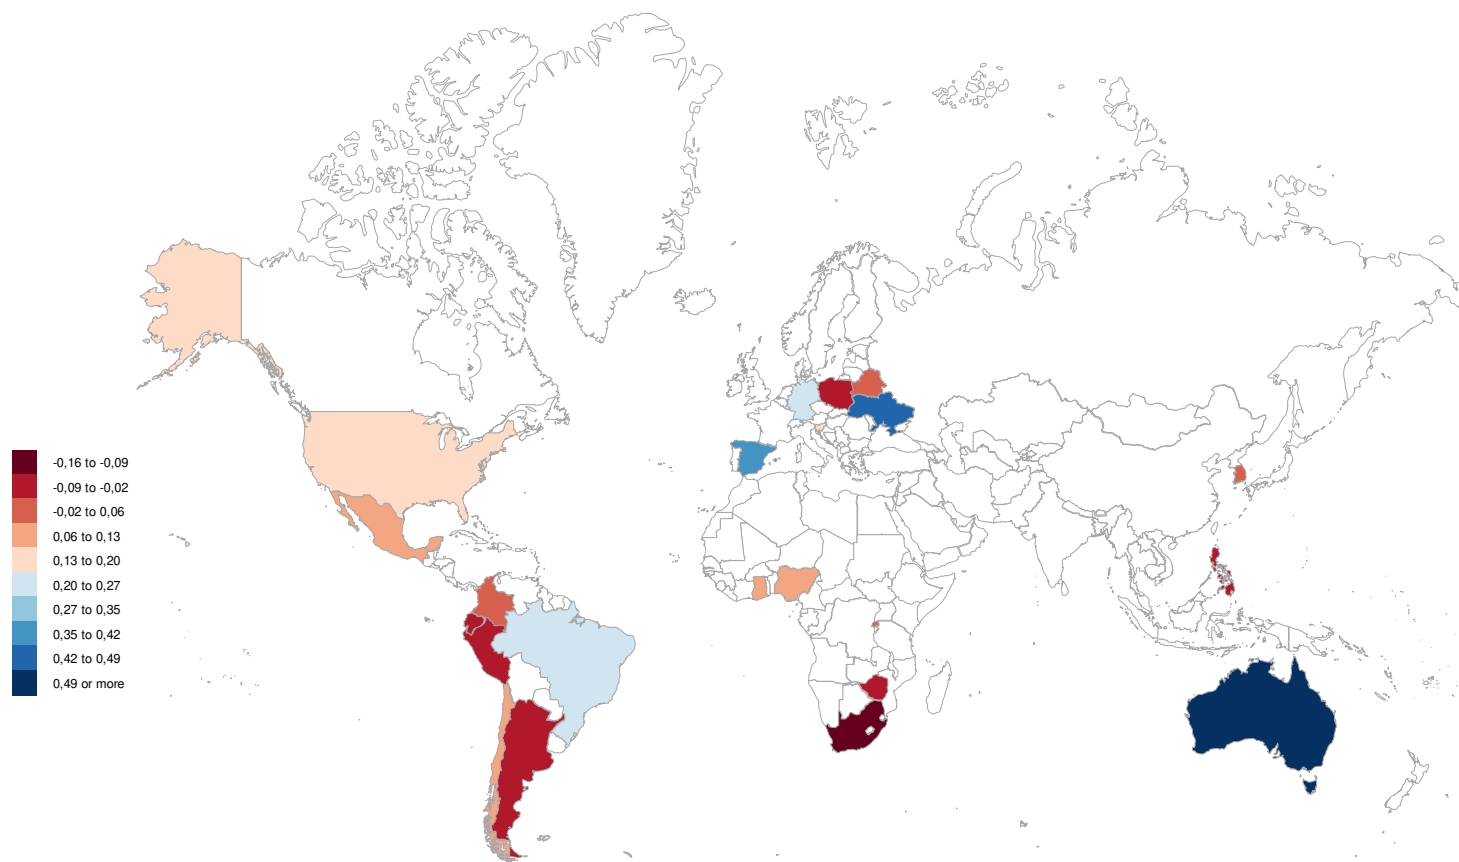 -0,16 to -0,09
-0,09 to -0,02
-0,02 to 0,06
0,06 to 0,13
0,13 to 0,20
0,20 to 0,27
0,27 to 0,35
0,35 to 0,42
0,42 to 0,49
0,49 or more